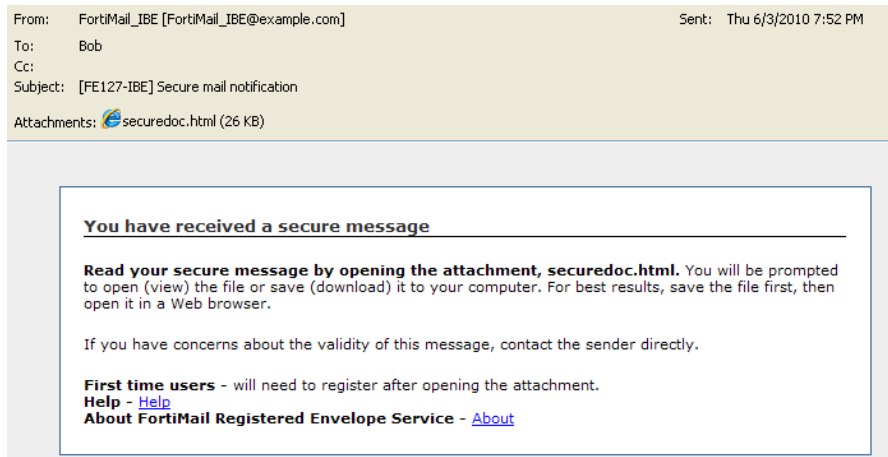 From: FortiMail_IBE [FortiMail_IBE@example.com] Sent: Thu 6/3/2010 7:52 PM
To: Bob
Cc:
Subject: [FE127-IBE] Secure mail notification
Attachments: securedoc.html (26 KB)
You have received a secure message
Read your secure message by opening the attachment, securedoc.html. You will be prompted
to open (view) the file or save (download) it to your computer. For best results, save the file first, then
open it in a Web browser.
If you have concerns about the validity of this message, contact the sender directly.
First time users - will need to register after opening the attachment.
Help - Help
About FortiMail Registered Envelope Service - About